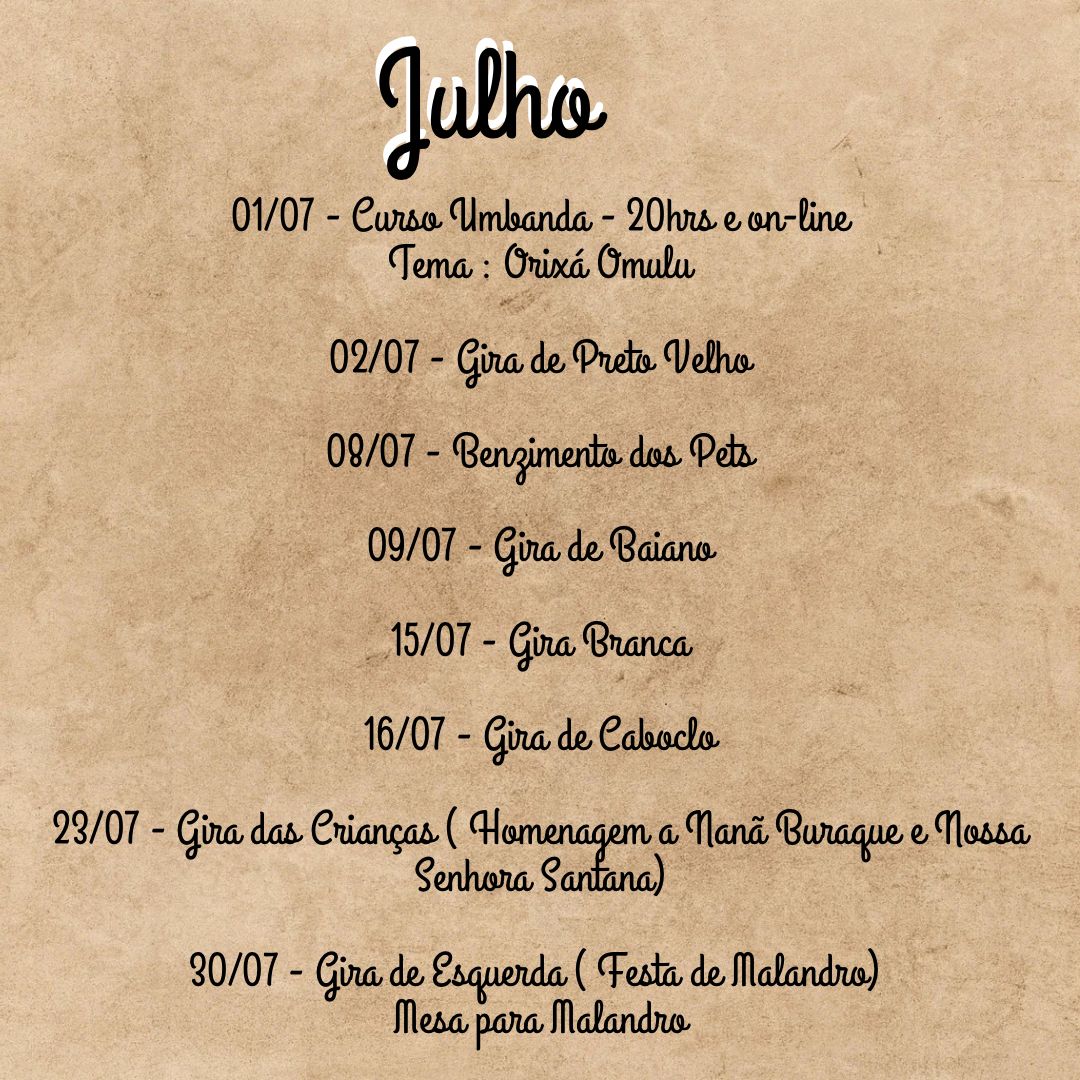 Julho
01/07 - Curso Umbanda - 20hrs e on-line
Tema : Orixá Omulu
02/07 - Gira de Preto Velho
08/07 - Benzimento dos Pets
09/07 - Gira de Baiano
15/07 - Gira Branca
16/07 - Gira de Caboclo
23/07 - Gira das Crianças ( Homenagem a Nanã Buraque e Nossa
Senhora Santana)
30/07 - Gira de Esquerda ( Festa de Malandro)
Mesa para Malandro